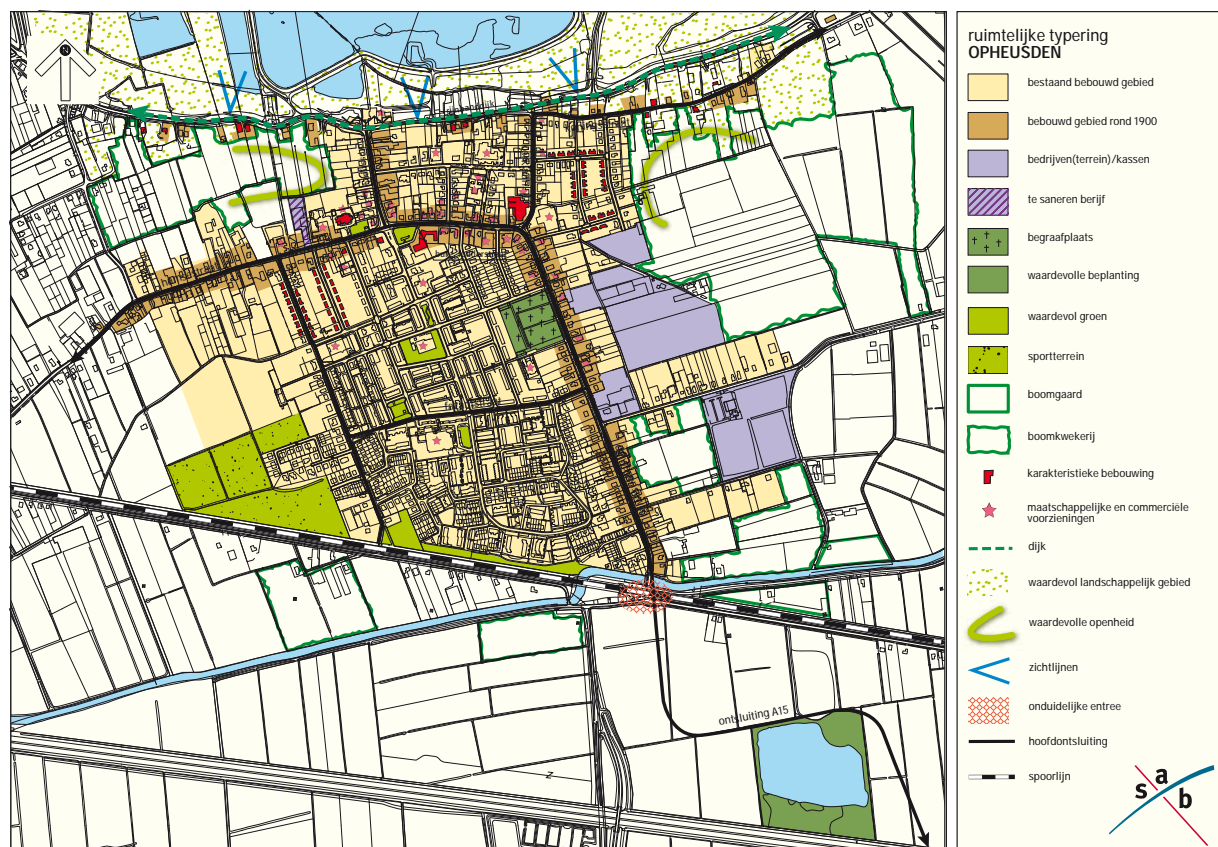 N
ontsluiting A15
z
ruimtelijke typering
OPHEUSDEN
bestaand bebouwd gebied
bebouwd gebied rond 1900
bedrijven(terrein)/kassen
te saneren berijf
begraafplaats
waardevolle beplanting
waardevol groen
sportterrein
boomgaard
boomkwekerij
karakteristieke bebouwing
maatschappelijke en commerciële
voorzieningen
dijk
waardevol landschappelijk gebied
waardevolle openheid
zichtlijnen
onduidelijke entree
hoofdontsluiting
spoorlijn
s a b